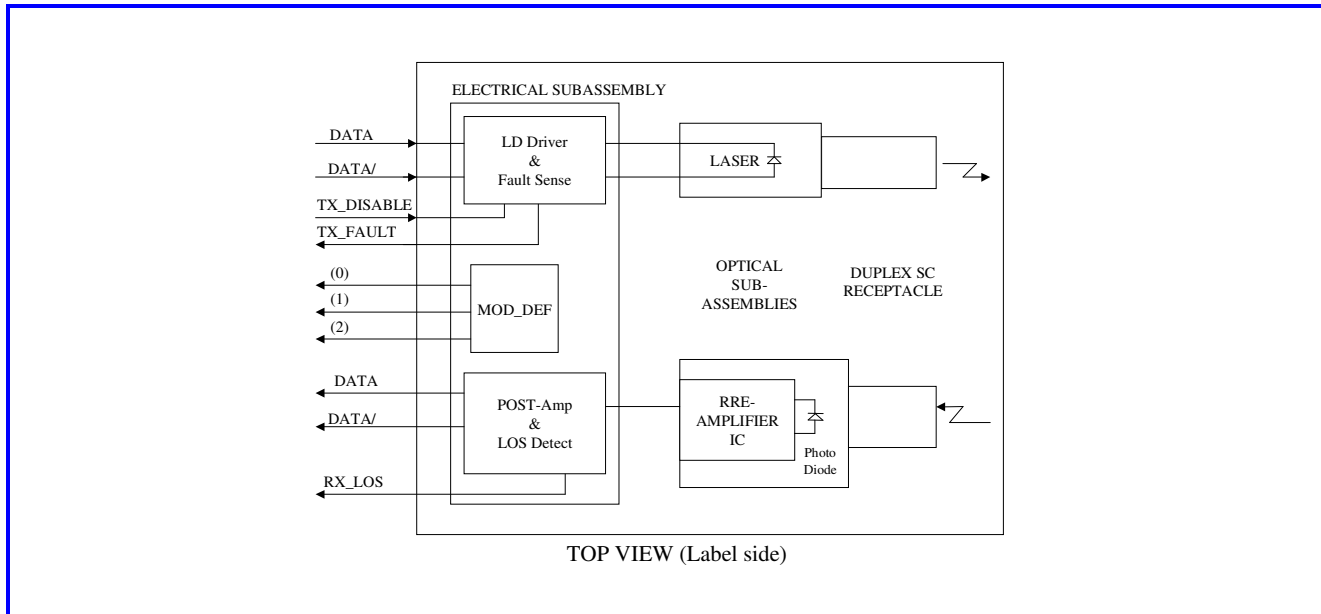 ELECTRICAL SUBASSEMBLY
DATA
DATA/
TX_DISABLE
TX_FAULT
LD Driver
&
Fault Sense
LASER
(0)
(1)
(2)
MOD_DEF
OPTICAL
SUB-
ASSEMBLIES
DUPLEX SC
RECEPTACLE
DATA
DATA/
RX_LOS
POST-Amp
&
LOS Detect
RRE-
AMPLIFIER
IC
Photo
Diode
TOP VIEW (Label side)